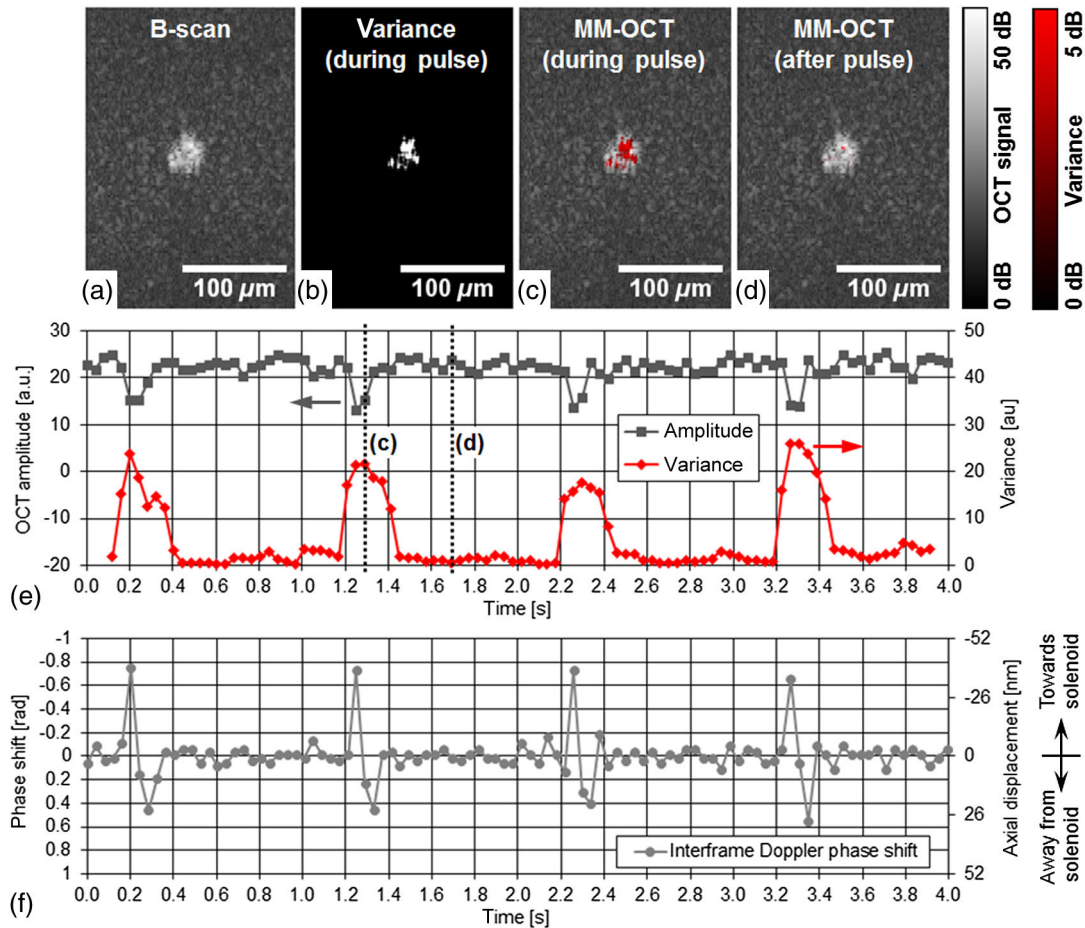 B-scan
Variance
(during pulse)
MM-OCT
(during pulse)
MM-OCT
(after pulse)
100 µm
100 µm
100 µm
100 µm
(a)
(b)
(c)
(d)
0 dB OCT signal 50 dB
0 dB Variance 5 dB
30
20
10
0
-10
-20
OCT amplitude [a.u.]
50
40
30
20
10
0
Variance [au]
(c)
(d)
Amplitude
Variance
0.0 0.2 0.4 0.6 0.8 1.0 1.2 1.4 1.6 1.8 2.0 2.2 2.4 2.6 2.8 3.0 3.2 3.4 3.6 3.8 4.0
Time [s]
(e)
-1
-0.8
-0.6
-0.4
-0.2
0
0.2
0.4
0.6
0.8
1
Phase shift [rad]
-52
-26
0
26
52
Axial displacement [nm]
Towards
solenoid
Away from
solenoid
Interframe Doppler phase shift
0.0 0.2 0.4 0.6 0.8 1.0 1.2 1.4 1.6 1.8 2.0 2.2 2.4 2.6 2.8 3.0 3.2 3.4 3.6 3.8 4.0
Time [s]
(f)